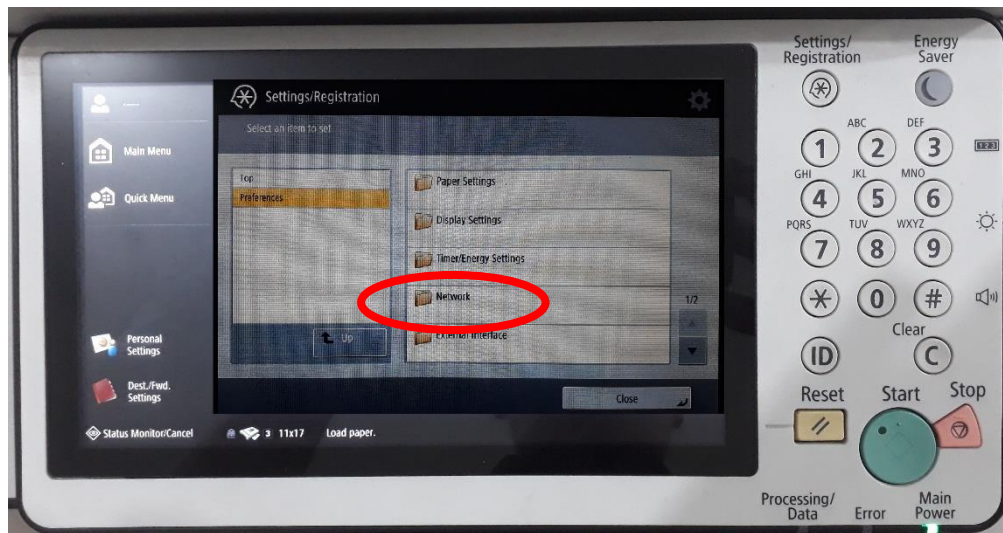 Settings/Registration
Select an item to set.
----
Main Menu
Quick Menu
Personal
Settings
Dest./Fwd.
Settings
Top
Preferences
Up
Paper Settings
Display Settings
Timer/Energy Settings
Network
External Interface
1/2
Close
Status Monitor/Cancel
3 11x17 Load paper.
Settings/
Registration
Energy
Saver
1
ABC
2
DEF
3
123
GHI
4
JKL
5
MNO
6
PQRS
7
TUV
8
WXYZ
9
0
#
Clear
ID
C
Reset
Start
Stop
Processing/
Data
Error
Main
Power